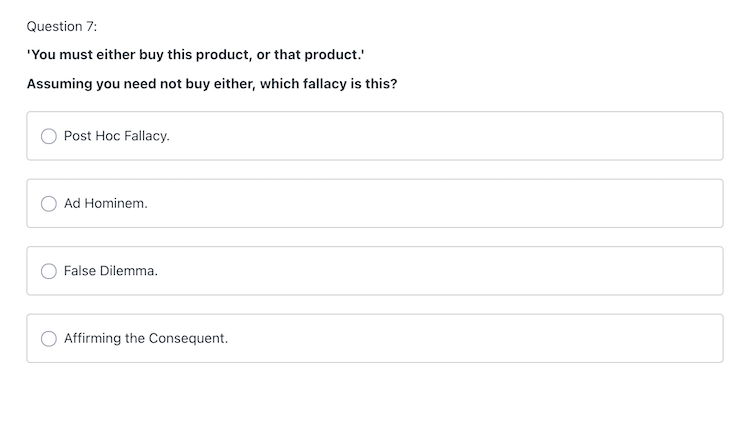 Question 7:
'You must either buy this product, or that product.'
Assuming you need not buy either, which fallacy is this?
Post Hoc Fallacy.
Ad Hominem.
False Dilemma.
Affirming the Consequent.